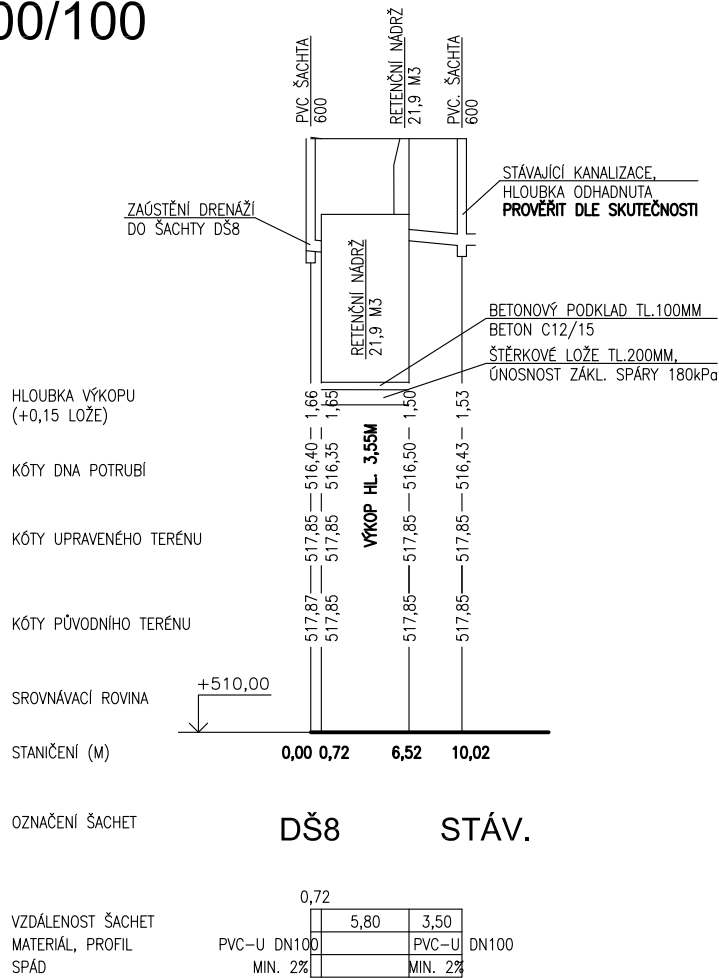 00/100
PVC ŠACHTA
600
RETENČNÍ NÁDRŽ
21,9 M3
PVC. ŠACHTA
600
STÁVAJÍCÍ KANALIZACE,
HLOUBKA ODHADNUTA
PROVĚŘIT DLE SKUTEČNOSTI
ZAÚSTĚNÍ DRENÁŽÍ
DO ŠACHTY DŠ8
RETENČNÍ NÁDRŽ
21,9 M3
BETONOVÝ PODKLAD TL.100MM
BETON C12/15
ŠTĚRKOVÉ LOŽE TL.200MM,
ÚNOSNOST ZÁKL. SPÁRY 180kPa
HLOUBKA VÝKOPU
(+0,15 LOŽE)
1,66 1,65 1,50 1,53
VÝKOP HL. 3,55M
KÓTY DNA POTRUBÍ 516,40 516,35 516,50 516,43
KÓTY UPRAVENÉHO TERÉNU 517,85 517,85 517,85 517,85
KÓTY PŮVODNÍHO TERÉNU 517,87 517,85 517,85 517,85
SROVNÁVACÍ ROVINA +510,00
STANIČENÍ (M) 0,00 0,72 6,52 10,02
OZNAČENÍ ŠACHET DŠ8 STÁV.
0,72
VZDÁLENOST ŠACHET 5,80 3,50
MATERIÁL, PROFIL PVC-U DN100 PVC-U DN100
SPÁD MIN. 2% MIN. 2%